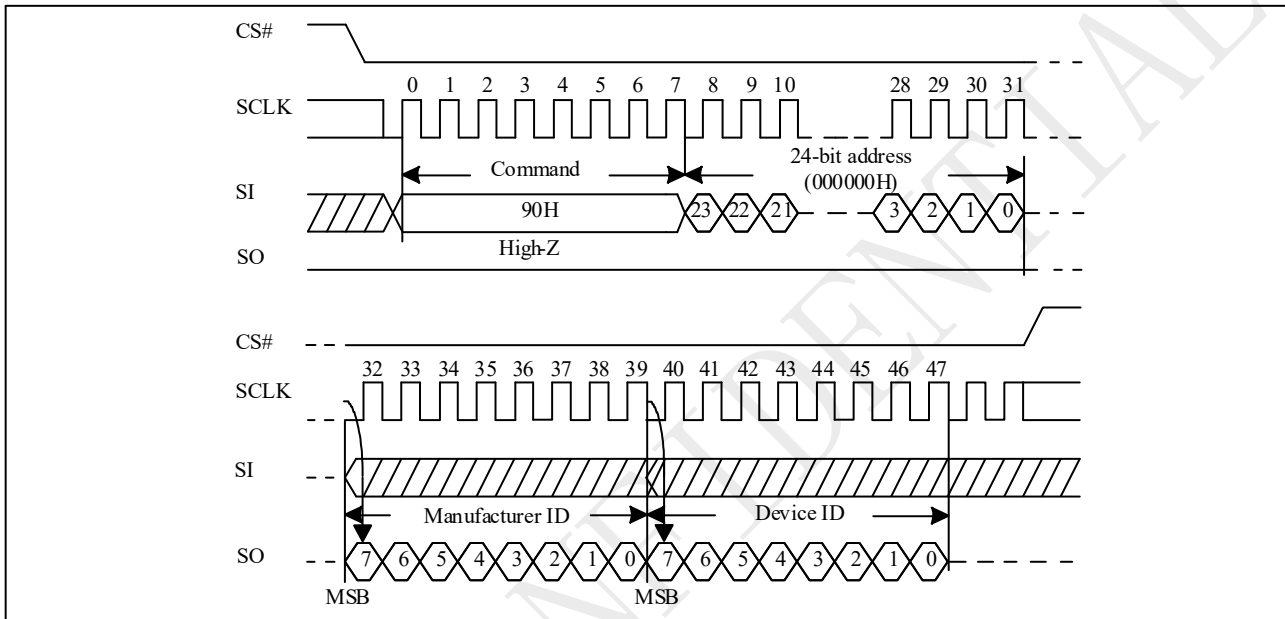 CS#
0 1 2 3 4 5 6 7 8 9 10 28 29 30 31
SCLK
Command
24-bit address
(000000H)
SI
90H
23 22 21 3 2 1 0
High-Z
SO
CS#
32 33 34 35 36 37 38 39 40 41 42 43 44 45 46 47
SCLK
SI
Manufacturer ID
Device ID
SO
7 6 5 4 3 2 1 0 7 6 5 4 3 2 1 0
MSB
MSB